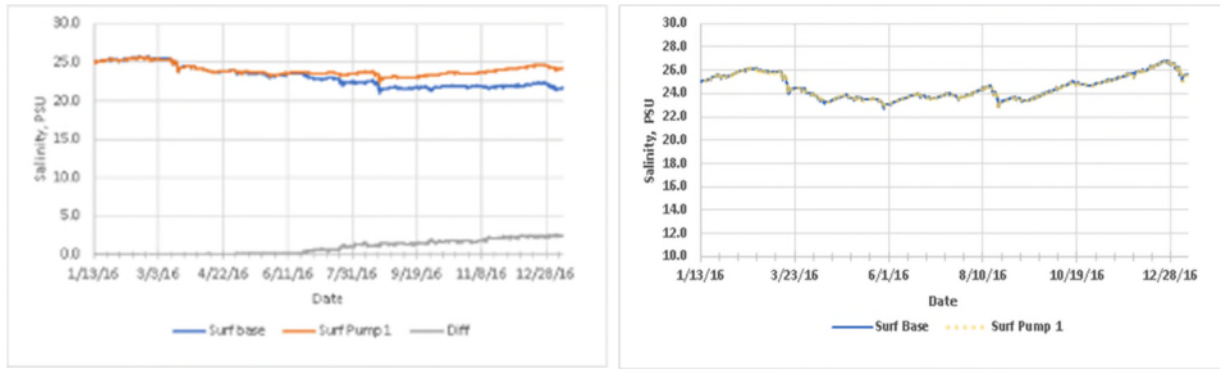 30.0
25.0
20.0
15.0
10.0
5.0
0.0
Salinity, PSU
1/13/16 3/3/16 4/22/16 6/11/16 7/31/16 9/19/16 11/8/16 12/28/16
Date
Surf base Surf Pump1 Diff
30.0
28.0
26.0
24.0
22.0
20.0
18.0
16.0
14.0
12.0
10.0
Salinity, PSU
1/13/16 3/23/16 6/1/16 8/10/16 10/19/16 12/28/16
Date
Surf Base Surf Pump 1